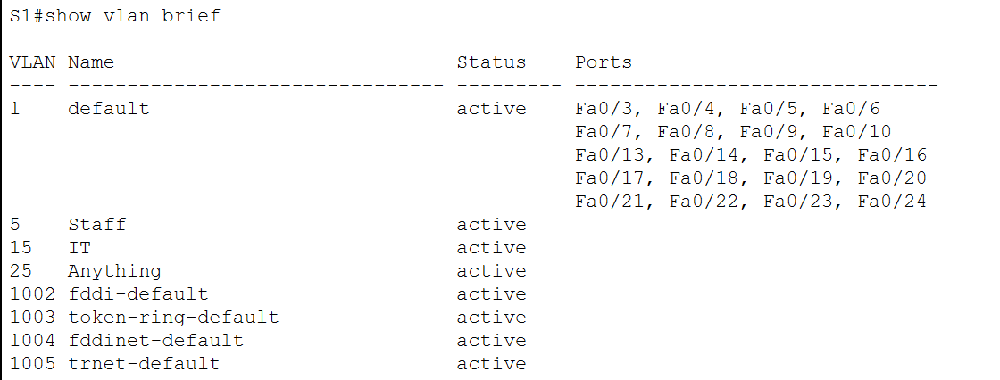 S1#show vlan brief
VLAN Name                             Status    Ports
---- -------------------------------- --------- -------------------------------
1    default                          active    Fa0/3, Fa0/4, Fa0/5, Fa0/6
                                                Fa0/7, Fa0/8, Fa0/9, Fa0/10
                                                Fa0/13, Fa0/14, Fa0/15, Fa0/16
                                                Fa0/17, Fa0/18, Fa0/19, Fa0/20
                                                Fa0/21, Fa0/22, Fa0/23, Fa0/24
5    Staff                            active
15   IT                               active
25   Anything                         active
1002 fddi-default                     active
1003 token-ring-default               active
1004 fddinet-default                  active
1005 trnet-default                    active